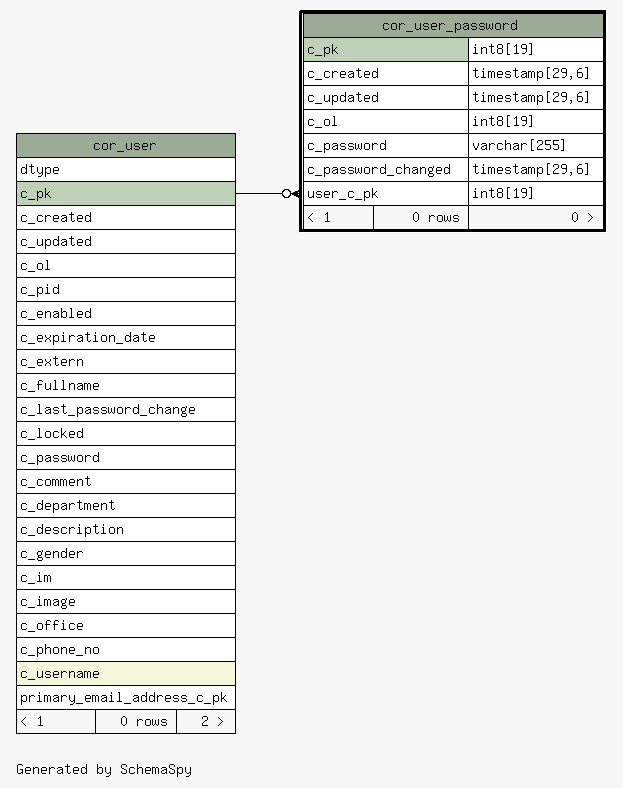 cor_user_password
c_pk int8[19]
c_created timestamp[29,6]
c_updated timestamp[29,6]
c_ol int8[19]
c_password varchar[255]
c_password_changed timestamp[29,6]
user_c_pk int8[19]
< 1 0 rows 0 >
cor_user
dtype
c_pk
c_created
c_updated
c_ol
c_pid
c_enabled
c_expiration_date
c_extern
c_fullname
c_last_password_change
c_locked
c_password
c_comment
c_department
c_description
c_gender
c_im
c_image
c_office
c_phone_no
c_username
primary_email_address_c_pk
< 1 0 rows 2 >
Generated by SchemaSpy